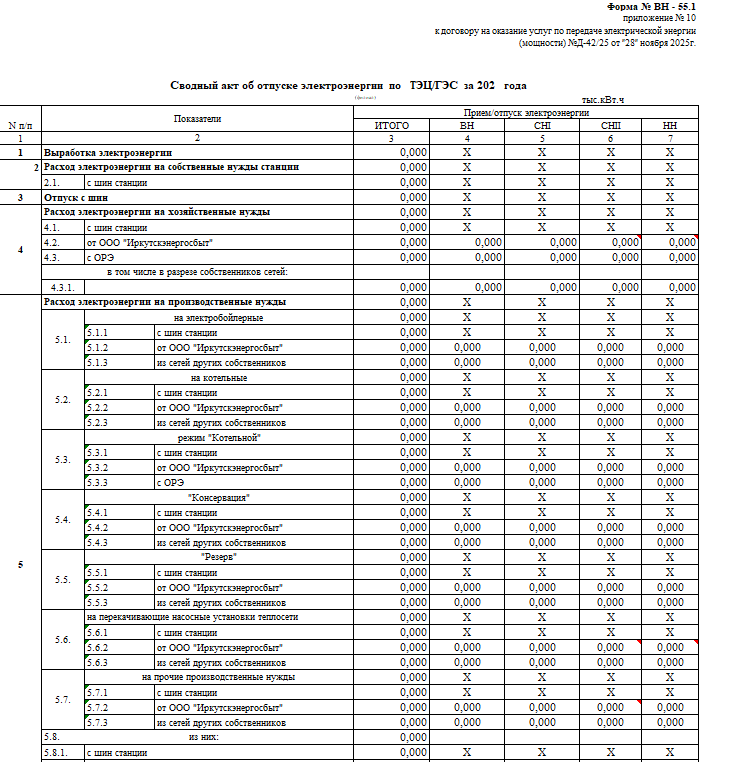 Форма № ВН - 55.1
приложение № 10
к договору на оказание услуг по передаче электрической энергии
(мощности) №Д-42/25 от "28" ноября 2025г.
Сводный акт об отпуске электроэнергии по ТЭЦ/ГЭС за 202 года
тыс.кВт.ч
N п/п Показатели Прием/отпуск электроэнергии
ИТОГО ВН СНI СНII НН
1 2 3 4 5 6 7
1 Выработка электроэнергии 0,000 X X X X
2 Расход электроэнергии на собственные нужды станции 0,000 X X X X
2.1. с шин станции 0,000 X X X X
3 Отпуск с шин 0,000 X X X X
4 Расход электроэнергии на хозяйственные нужды 0,000 X X X X
4.1. с шин станции 0,000 X X X X
4.2. от ООО "Иркутскэнергосбыт" 0,000 0,000 0,000 0,000 0,000
4.3. с ОРЭ 0,000 0,000 0,000 0,000 0,000
в том числе в разрезе собственников сетей:
4.3.1. 0,000 0,000 0,000 0,000 0,000
5 Расход электроэнергии на производственные нужды 0,000 X X X X
5.1. на электробойлерные 0,000 X X X X
5.1.1 с шин станции 0,000 X X X X
5.1.2 от ООО "Иркутскэнергосбыт" 0,000 0,000 0,000 0,000 0,000
5.1.3 из сетей других собственников 0,000 0,000 0,000 0,000 0,000
5.2. на котельные 0,000 X X X X
5.2.1 с шин станции 0,000 X X X X
5.2.2 от ООО "Иркутскэнергосбыт" 0,000 0,000 0,000 0,000 0,000
5.2.3 из сетей других собственников 0,000 0,000 0,000 0,000 0,000
5.3. режим "Котельной" 0,000 X X X X
5.3.1 с шин станции 0,000 X X X X
5.3.2 от ООО "Иркутскэнергосбыт" 0,000 0,000 0,000 0,000 0,000
5.3.3 с ОРЭ 0,000 0,000 0,000 0,000 0,000
5.4. "Консервация" 0,000 X X X X
5.4.1 с шин станции 0,000 X X X X
5.4.2 от ООО "Иркутскэнергосбыт" 0,000 0,000 0,000 0,000 0,000
5.4.3 из сетей других собственников 0,000 0,000 0,000 0,000 0,000
5.5. "Резерв" 0,000 X X X X
5.5.1 с шин станции 0,000 X X X X
5.5.2 от ООО "Иркутскэнергосбыт" 0,000 0,000 0,000 0,000 0,000
5.5.3 из сетей других собственников 0,000 0,000 0,000 0,000 0,000
5.6. на перекачивающие насосные установки теплосети 0,000 X X X X
5.6.1 с шин станции 0,000 X X X X
5.6.2 от ООО "Иркутскэнергосбыт" 0,000 0,000 0,000 0,000 0,000
5.6.3 из сетей других собственников 0,000 0,000 0,000 0,000 0,000
5.7. на прочие производственные нужды 0,000 X X X X
5.7.1 с шин станции 0,000 X X X X
5.7.2 от ООО "Иркутскэнергосбыт" 0,000 0,000 0,000 0,000 0,000
5.7.3 из сетей других собственников 0,000 0,000 0,000 0,000 0,000
5.8. из них: 0,000
5.8.1. с шин станции 0,000 X X X X